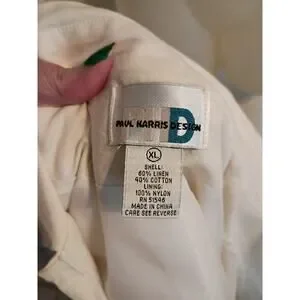 PAUL HARRIS DESIGN
D
XL
SHELL:
60% LINEN
40% COTTON
LINING:
100% NYLON
RN 51546
MADE IN CHINA
CARE SEE REVERSE